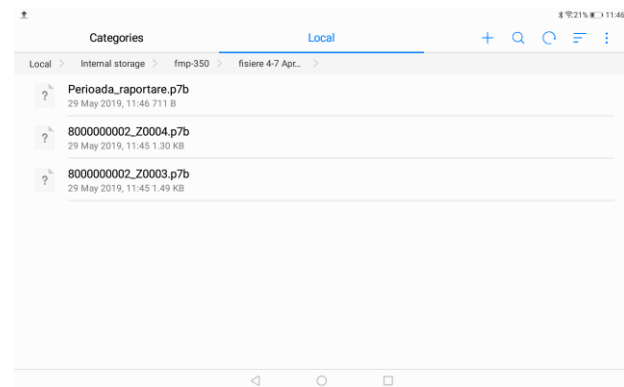 21% 11:46
Categories Local
Local > Internal storage > fmp-350 > fisiere 4-7 Apr... >
Perioada_raportare.p7b
29 May 2019, 11:46 711 B
8000000002_Z0004.p7b
29 May 2019, 11:45 1.30 KB
8000000002_Z0003.p7b
29 May 2019, 11:45 1.49 KB